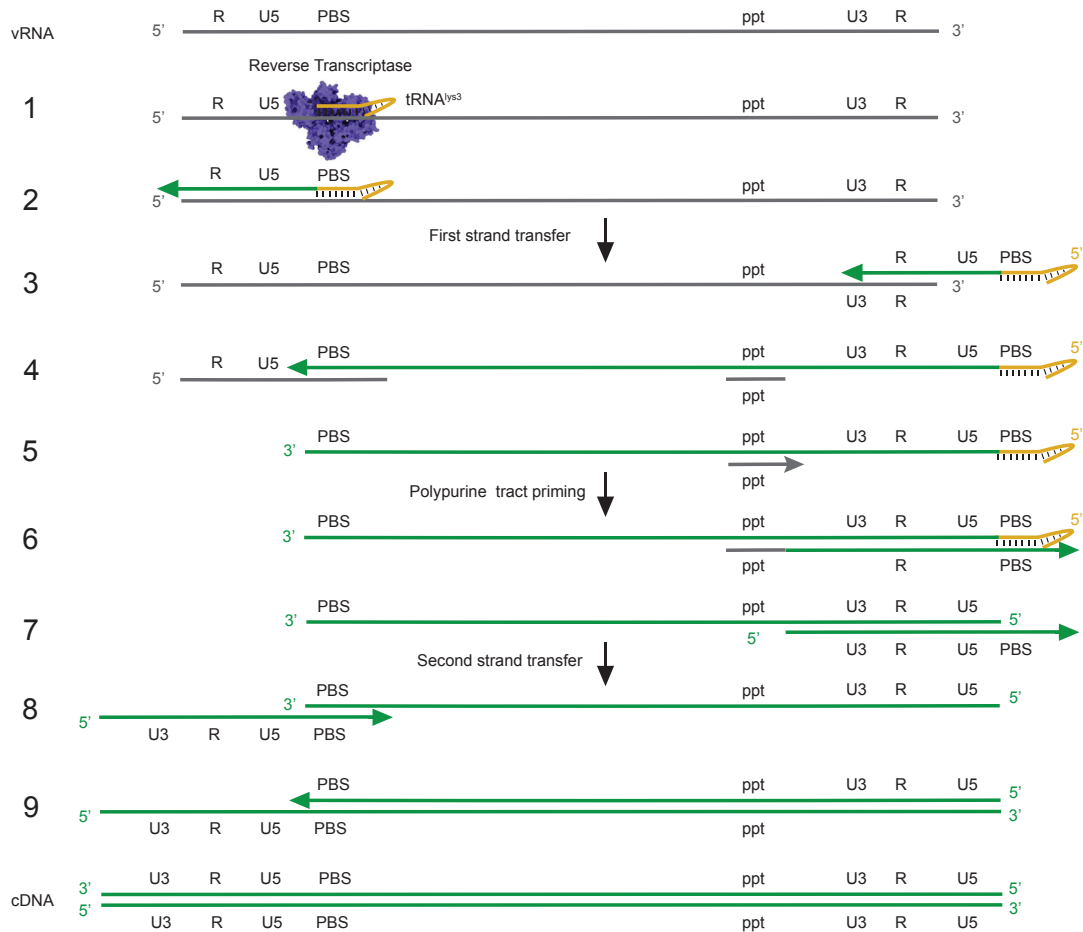 R U5 PBS ppt U3 R
vRNA 5’ 3’
Reverse Transcriptase
tRNAlys3
1 R U5 ppt U3 R
5’ 3’
R U5 PBS ppt U3 R
2 5’ 3’
First strand transfer
R U5 PBS ppt R U5 PBS 5’
3 5’ 3’
U3 R
R U5 PBS ppt U3 R U5 PBS 5’
4 5’
ppt
PBS ppt U3 R U5 PBS 5’
5 3’
ppt
Polypurine tract priming
PBS ppt U3 R U5 PBS 5’
6 3’
ppt R PBS
PBS ppt U3 R U5
7 3’ 5’ 5’
U3 R U5 PBS
Second strand transfer
PBS ppt U3 R U5
8 3’ 5’
5’
U3 R U5 PBS
PBS ppt U3 R U5
9 5’
5’ 3’
U3 R U5 PBS ppt
U3 R U5 PBS ppt U3 R U5
cDNA 3’ 5’
5’ 3’
U3 R U5 PBS ppt U3 R U5